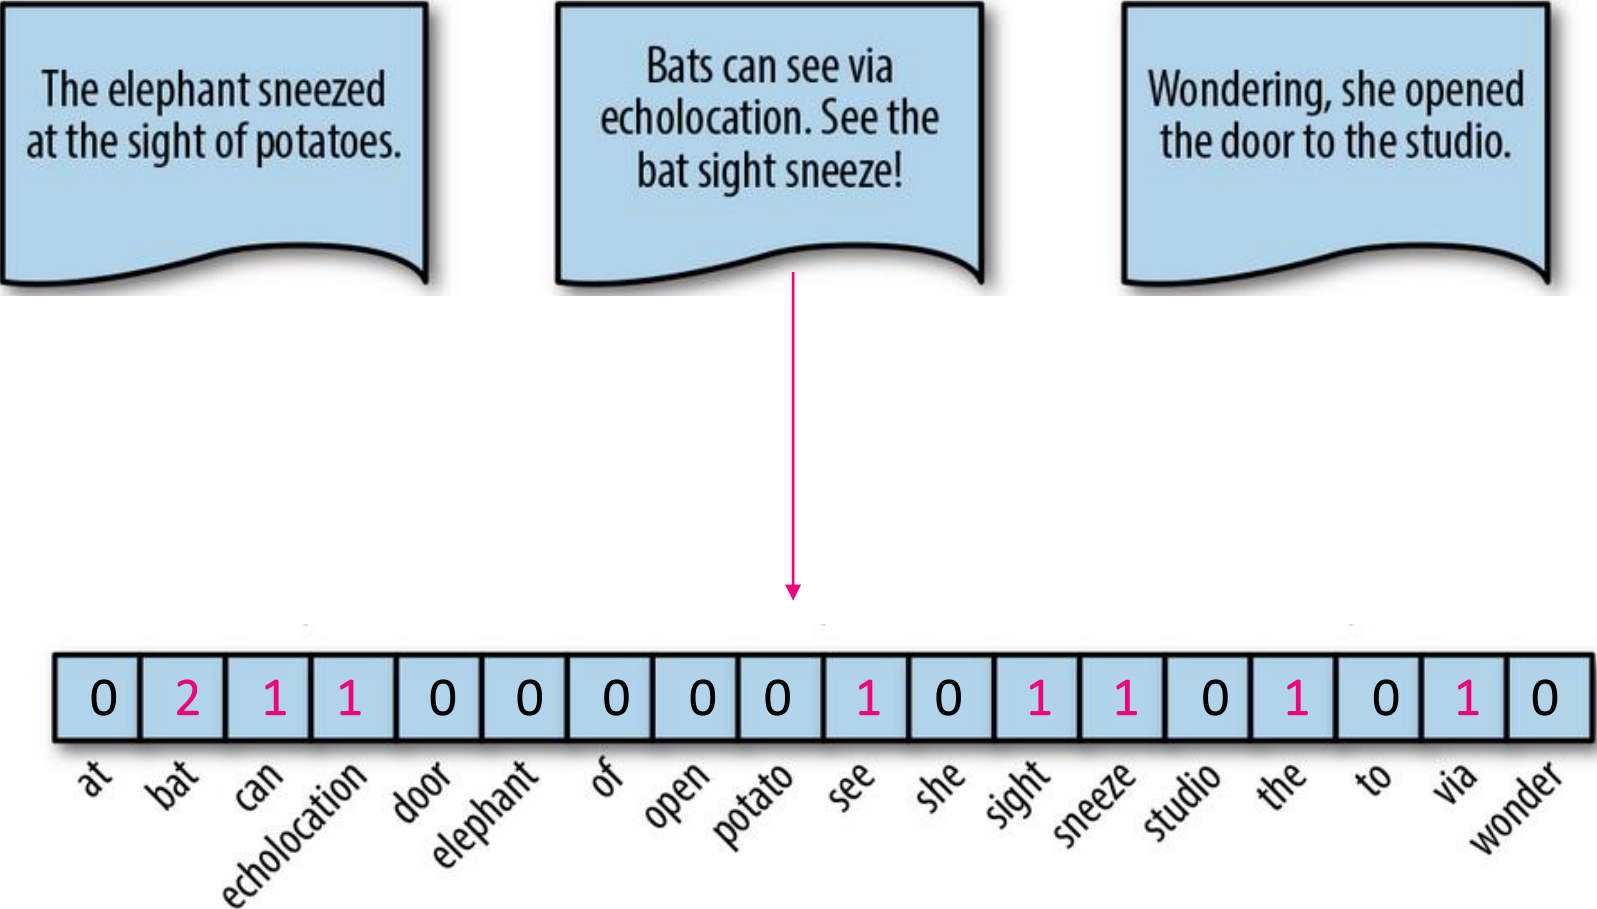 The elephant sneezed
at the sight of potatoes.
Bats can see via
echolocation. See the
bat sight sneeze!
Wondering, she opened
the door to the studio.
0 2 1 1 0 0 0 0 0 1 0 1 1 0 1 0 1 0
at bat can echolocation door elephant of open potato see she sight sneeze studio the to via wonder